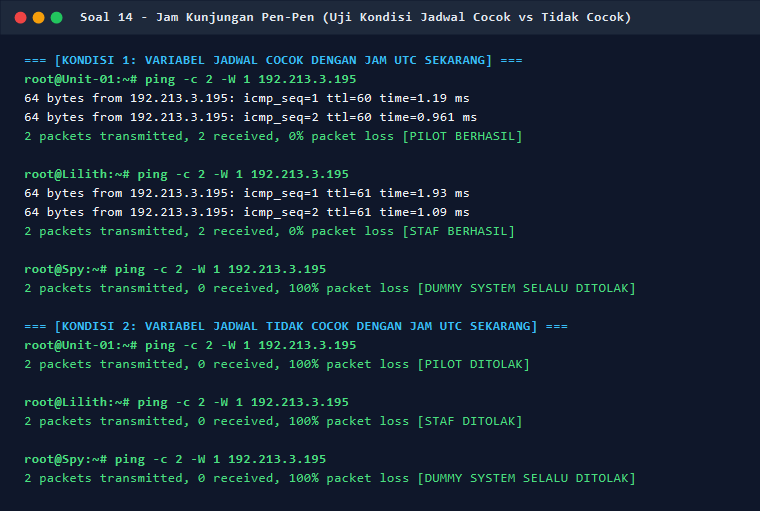 Soal 14 - Jam Kunjungan Pen-Pen (Uji Kondisi Jadwal Cocok vs Tidak Cocok)
=== [KONDISI 1: VARIABEL JADWAL COCOK DENGAN JAM UTC SEKARANG] ===
root@Unit-01:~# ping -c 2 -W 1 192.213.3.195
64 bytes from 192.213.3.195: icmp_seq=1 ttl=60 time=1.19 ms
64 bytes from 192.213.3.195: icmp_seq=2 ttl=60 time=0.961 ms
2 packets transmitted, 2 received, 0% packet loss [PILOT BERHASIL]
root@Lilith:~# ping -c 2 -W 1 192.213.3.195
64 bytes from 192.213.3.195: icmp_seq=1 ttl=61 time=1.93 ms
64 bytes from 192.213.3.195: icmp_seq=2 ttl=61 time=1.09 ms
2 packets transmitted, 2 received, 0% packet loss [STAF BERHASIL]
root@Spy:~# ping -c 2 -W 1 192.213.3.195
2 packets transmitted, 0 received, 100% packet loss [DUMMY SYSTEM SELALU DITOLAK]
=== [KONDISI 2: VARIABEL JADWAL TIDAK COCOK DENGAN JAM UTC SEKARANG] ===
root@Unit-01:~# ping -c 2 -W 1 192.213.3.195
2 packets transmitted, 0 received, 100% packet loss [PILOT DITOLAK]
root@Lilith:~# ping -c 2 -W 1 192.213.3.195
2 packets transmitted, 0 received, 100% packet loss [STAF DITOLAK]
root@Spy:~# ping -c 2 -W 1 192.213.3.195
2 packets transmitted, 0 received, 100% packet loss [DUMMY SYSTEM SELALU DITOLAK]